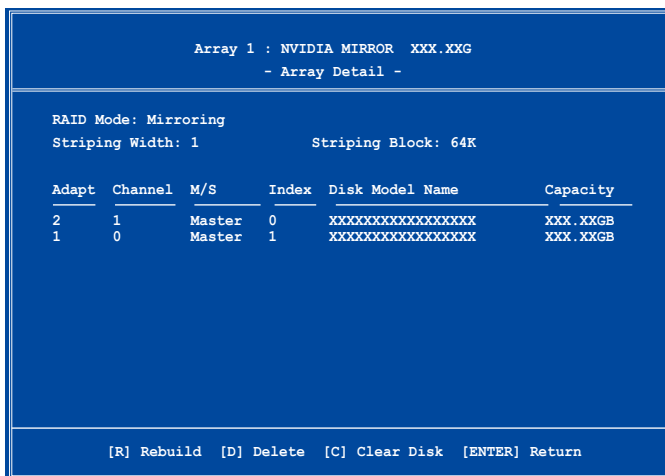 Array 1 : NVIDIA MIRROR XXX.XXG
- Array Detail -
RAID Mode: Mirroring
Striping Width: 1 Striping Block: 64K
Adapt Channel M/S Index Disk Model Name Capacity
2 1 Master 0 XXXXXXXXXXXXXXXXX XXX.XXGB
1 0 Master 1 XXXXXXXXXXXXXXXXX XXX.XXGB
[R] Rebuild [D] Delete [C] Clear Disk [ENTER] Return